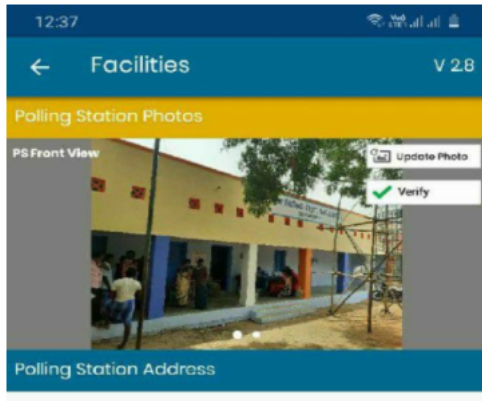 12:37
Facilities
V 2.8
Polling Station Photos
PS Front View
Update Photo
Verify
Polling Station Address